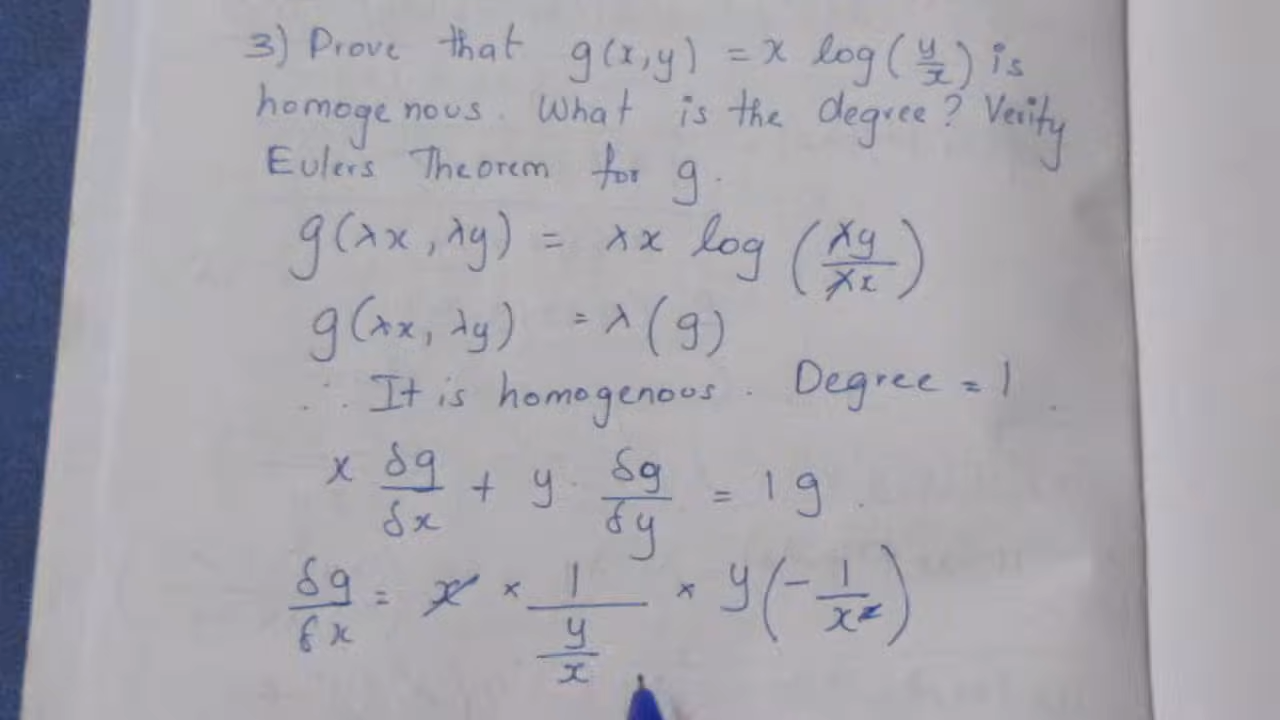 3) Prove that g(x,y) = x log(y/x) is
homogenous. What is the degree? Verify
Eulers Theorem for g.
g(λx, λy) = λx log (λy/λx)
g(λx, λy) = λ(g)
∴ It is homogenous. Degree = 1.
x δg/δx + y · δg/δy = 1g.
δg/δx = x × 1/(y/x) × y(-1/x²)